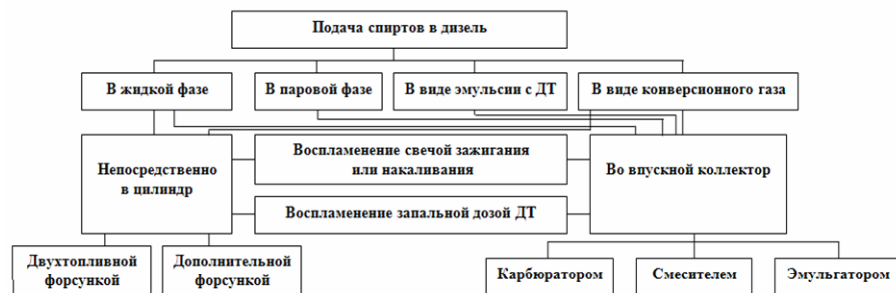 Подача спиртов в дизель
В жидкой фазе
В паровой фазе
В виде эмульсии с ДТ
В виде конверсионного газа
Непосредственно
в цилиндр
Воспламенение свечой зажигания
или накаливания
Во впускной коллектор
Воспламенение запальной дозой ДТ
Двухтопливной
форсункой
Дополнительной
форсункой
Карбюратором
Смесителем
Эмульгатором